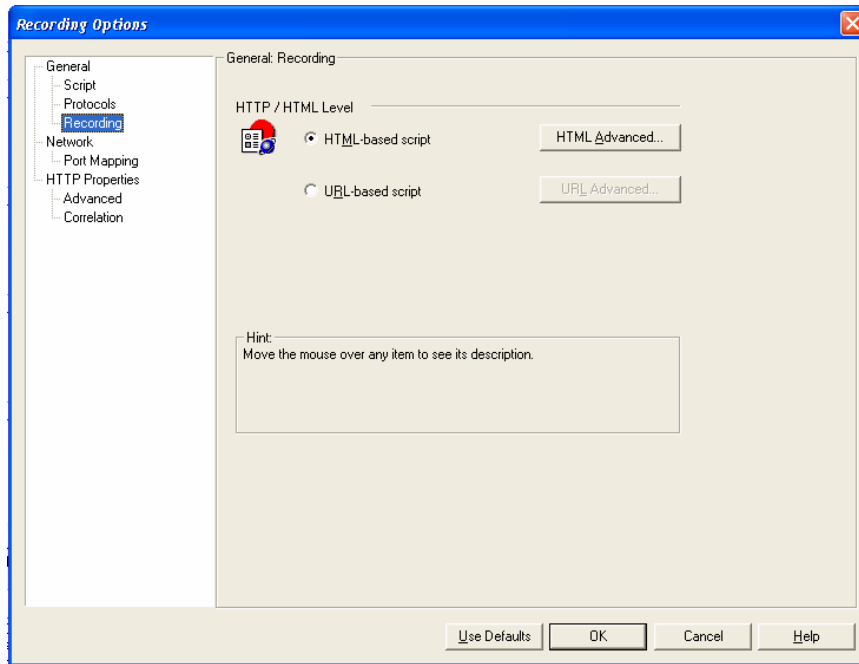 Recording Options
General
Script
Protocols
Recording
Network
Port Mapping
HTTP Properties
Advanced
Correlation
General: Recording
HTTP / HTML Level
HTML-based script
HTML Advanced...
URL-based script
URL Advanced...
Hint:
Move the mouse over any item to see its description.
Use Defaults
OK
Cancel
Help